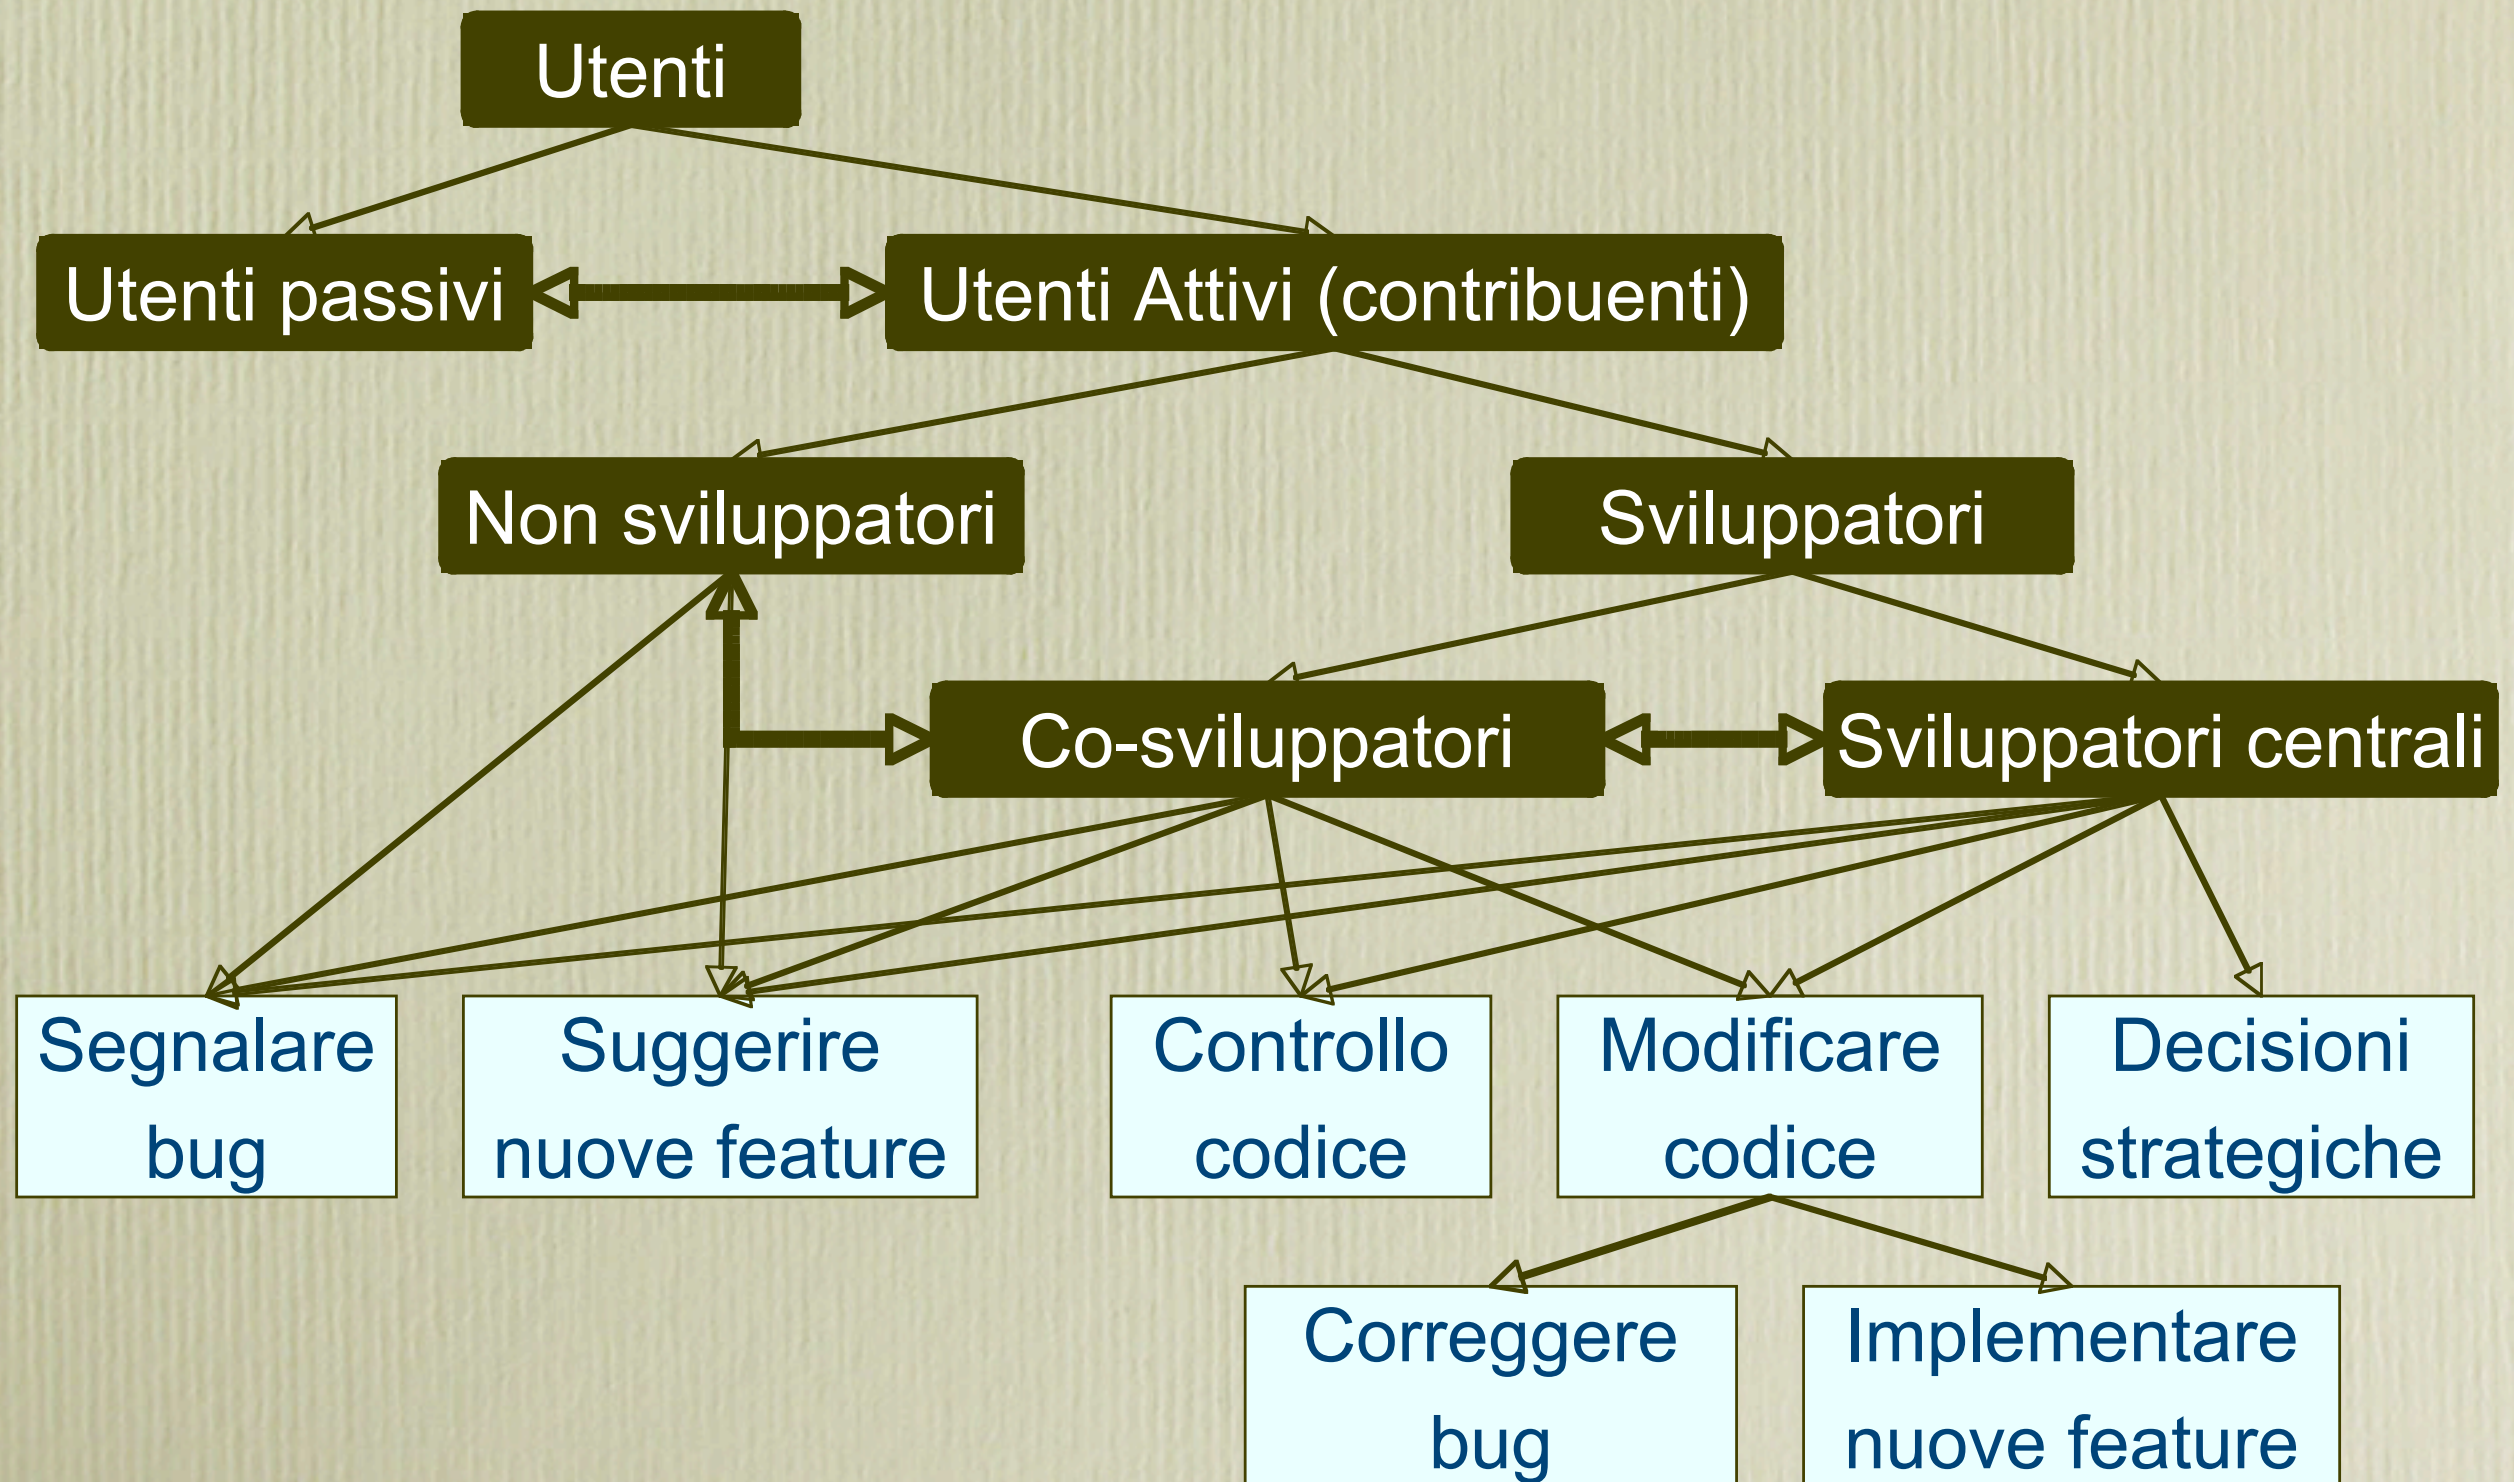 Utenti
Utenti passivi
Utenti Attivi (contribuenti)
Non sviluppatori
Sviluppatori
Co-sviluppatori
Sviluppatori centrali
Segnalare
bug
Suggerire
nuove feature
Controllo
codice
Modificare
codice
Decisioni
strategiche
Correggere
bug
Implementare
nuove feature